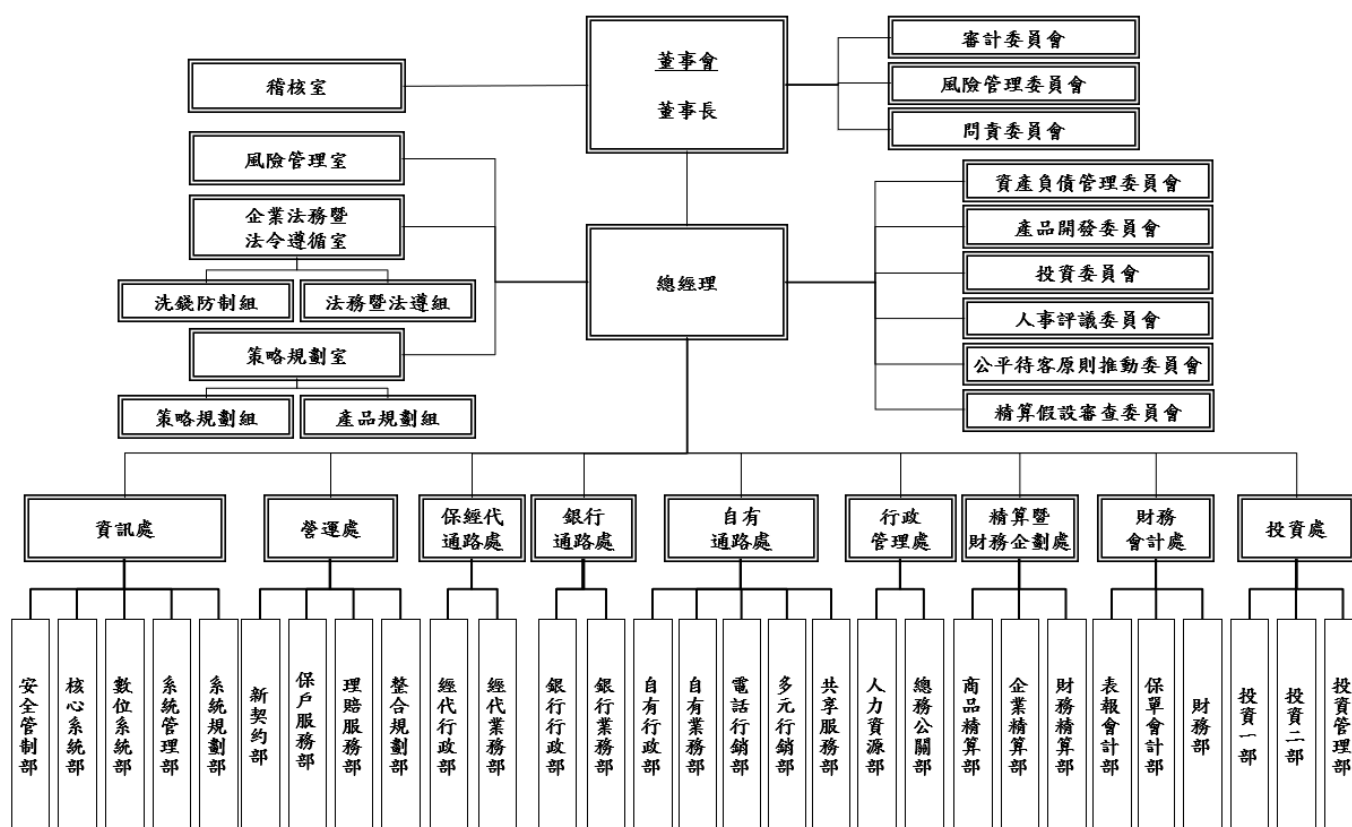 董事會
董事長
稽核室
審計委員會
風險管理委員會
問責委員會
風險管理室
企業法務暨
法令遵循室
洗錢防制組
法務暨法遵組
策略規劃室
策略規劃組
產品規劃組
總經理
資產負債管理委員會
產品開發委員會
投資委員會
人事評議委員會
公平待客原則推動委員會
精算假設審查委員會
資訊處
營運處
保經代
通路處
銀行
通路處
自有
通路處
行政
管理處
精算暨
財務企劃處
財務
會計處
投資處
安全管制部
核心系統部
數位系統部
系統管理部
系統規劃部
新契約部
保戶服務部
理賠服務部
整合規劃部
經代行政部
經代業務部
銀行行政部
銀行業務部
自有行政部
自有業務部
電話行銷部
多元行銷部
共享服務部
人力資源部
總務公關部
商品精算部
企業精算部
財務精算部
表報會計部
保單會計部
財務部
投資一部
投資二部
投資管理部